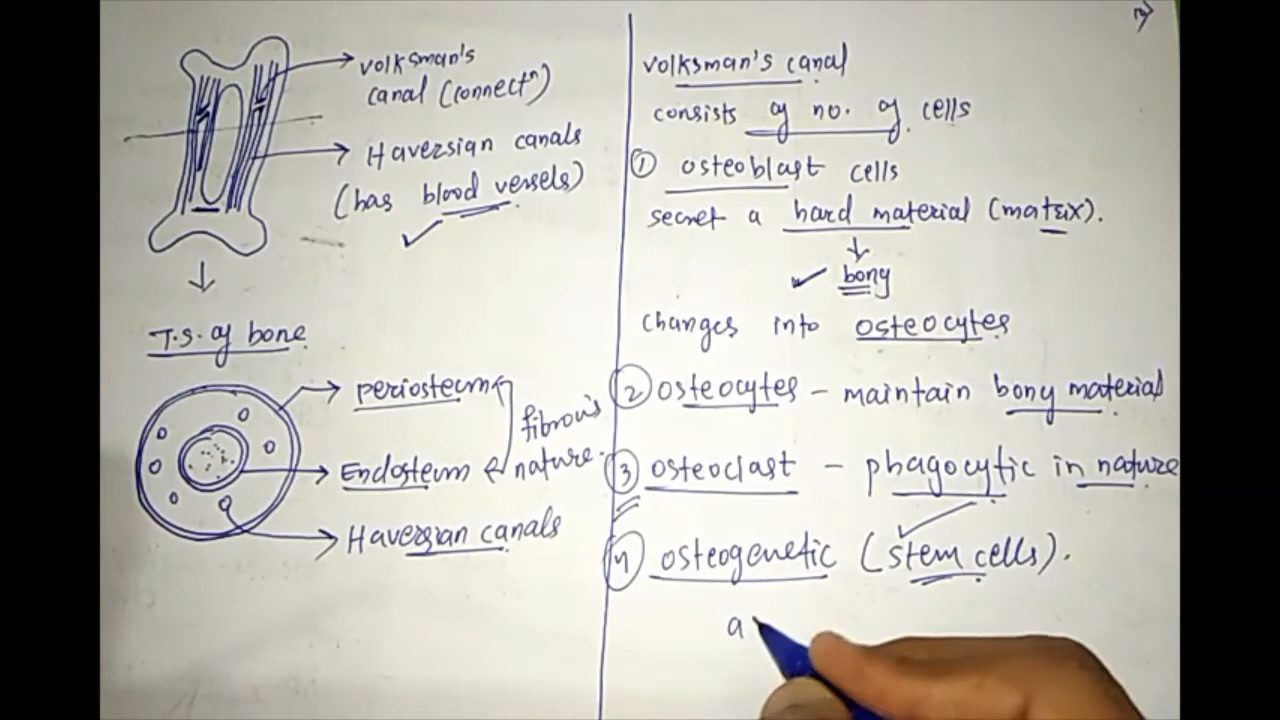 volksman's
canal (connectⁿ)
Haversian canals
(has blood vessels)
T.S. of bone
periosteum
Endosteum
fibrous
nature.
Haversian canals
volksman's canal
consists of no. of cells
① osteoblast cells
secret a hard material (matrix).
bony
changes into osteocytes
② osteocytes - maintain bony material
③ osteoclast - phagocytic in nature
④ osteogenetic (stem cells).
a